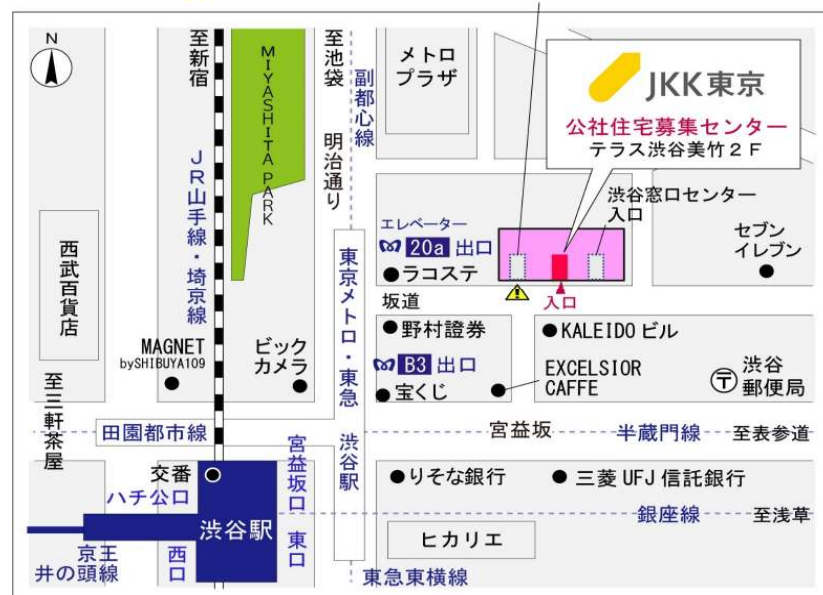 N
至新宿
MIYASHITA PARK
至池袋
副都心線
メトロ
プラザ
JKK東京
公社住宅募集センター
テラス渋谷美竹２Ｆ
明治通り
JR山手線・埼京線
渋谷窓口センター
入口
エレベーター
20a 出口
ラコステ
セブン
イレブン
西武百貨店
東京メトロ・東急
渋谷駅
坂道
入口
野村證券
KALEIDO ビル
MAGNET
bySHIBUYA109
ビック
カメラ
B3 出口
宝くじ
EXCELSIOR
CAFFE
渋谷
郵便局
至三軒茶屋
田園都市線
宮益坂
半蔵門線
至表参道
交番
ハチ公口
宮益坂口
りそな銀行
三菱 UFJ 信託銀行
渋谷駅
銀座線
至浅草
京王
井の頭線
西口
東口
ヒカリエ
東急東横線